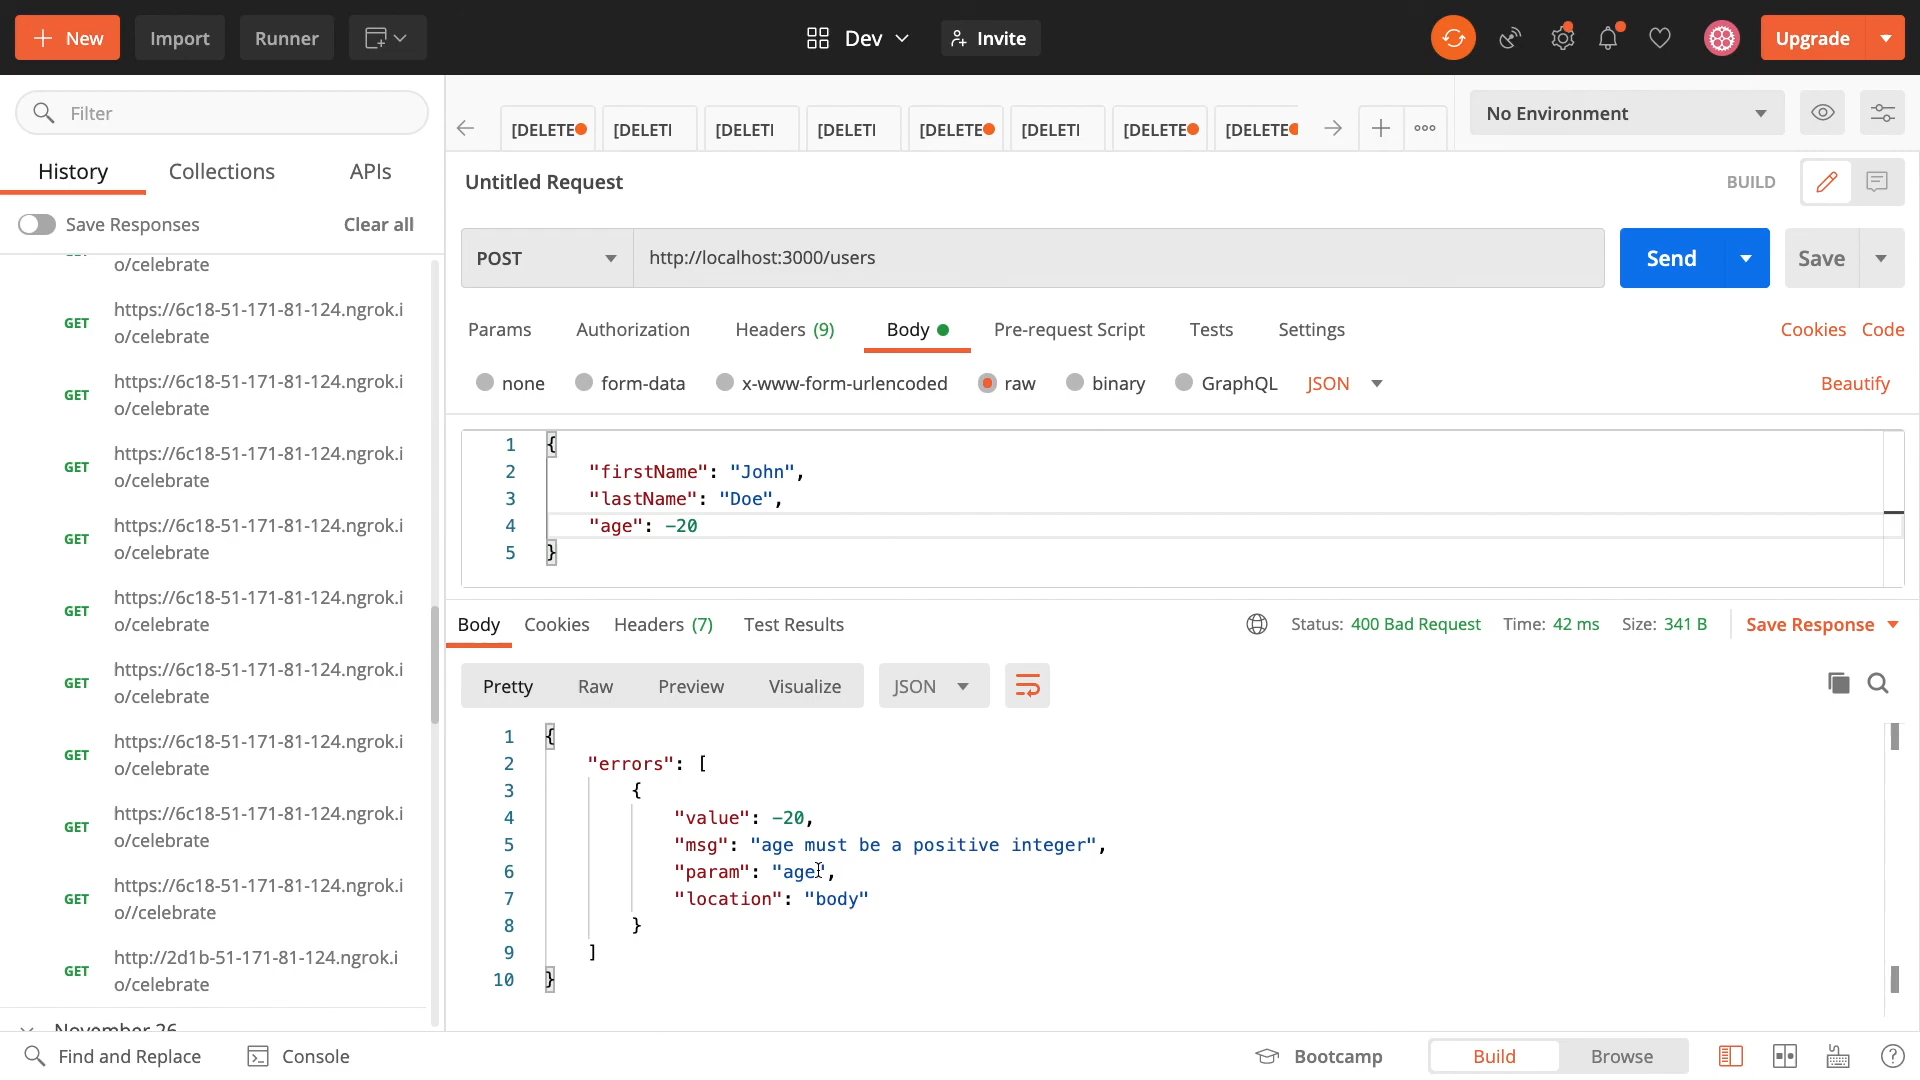 New
Import
Runner
Dev
Invite
Upgrade
Filter
[DELETE
[DELETI
[DELETI
[DELETI
[DELETE
[DELETI
[DELETE
[DELETE
No Environment
History
Collections
APIs
Untitled Request
BUILD
Save Responses
Clear all
POST
http://localhost:3000/users
Send
Save
o/celebrate
GET https://6c18-51-171-81-124.ngrok.i
o/celebrate
GET https://6c18-51-171-81-124.ngrok.i
o/celebrate
GET https://6c18-51-171-81-124.ngrok.i
o/celebrate
GET https://6c18-51-171-81-124.ngrok.i
o/celebrate
GET https://6c18-51-171-81-124.ngrok.i
o/celebrate
GET https://6c18-51-171-81-124.ngrok.i
o/celebrate
GET https://6c18-51-171-81-124.ngrok.i
o/celebrate
GET https://6c18-51-171-81-124.ngrok.i
o/celebrate
GET https://6c18-51-171-81-124.ngrok.i
o//celebrate
GET http://2d1b-51-171-81-124.ngrok.i
o/celebrate
November 26
Params
Authorization
Headers (9)
Body
Pre-request Script
Tests
Settings
Cookies
Code
none
form-data
x-www-form-urlencoded
raw
binary
GraphQL
JSON
Beautify
1 {
2 "firstName": "John",
3 "lastName": "Doe",
4 "age": -20
5 }
Body
Cookies
Headers (7)
Test Results
Status: 400 Bad Request
Time: 42 ms
Size: 341 B
Save Response
Pretty
Raw
Preview
Visualize
JSON
1 {
2 "errors": [
3 {
4 "value": -20,
5 "msg": "age must be a positive integer",
6 "param": "age",
7 "location": "body"
8 }
9 ]
10 }
Find and Replace
Console
Bootcamp
Build
Browse